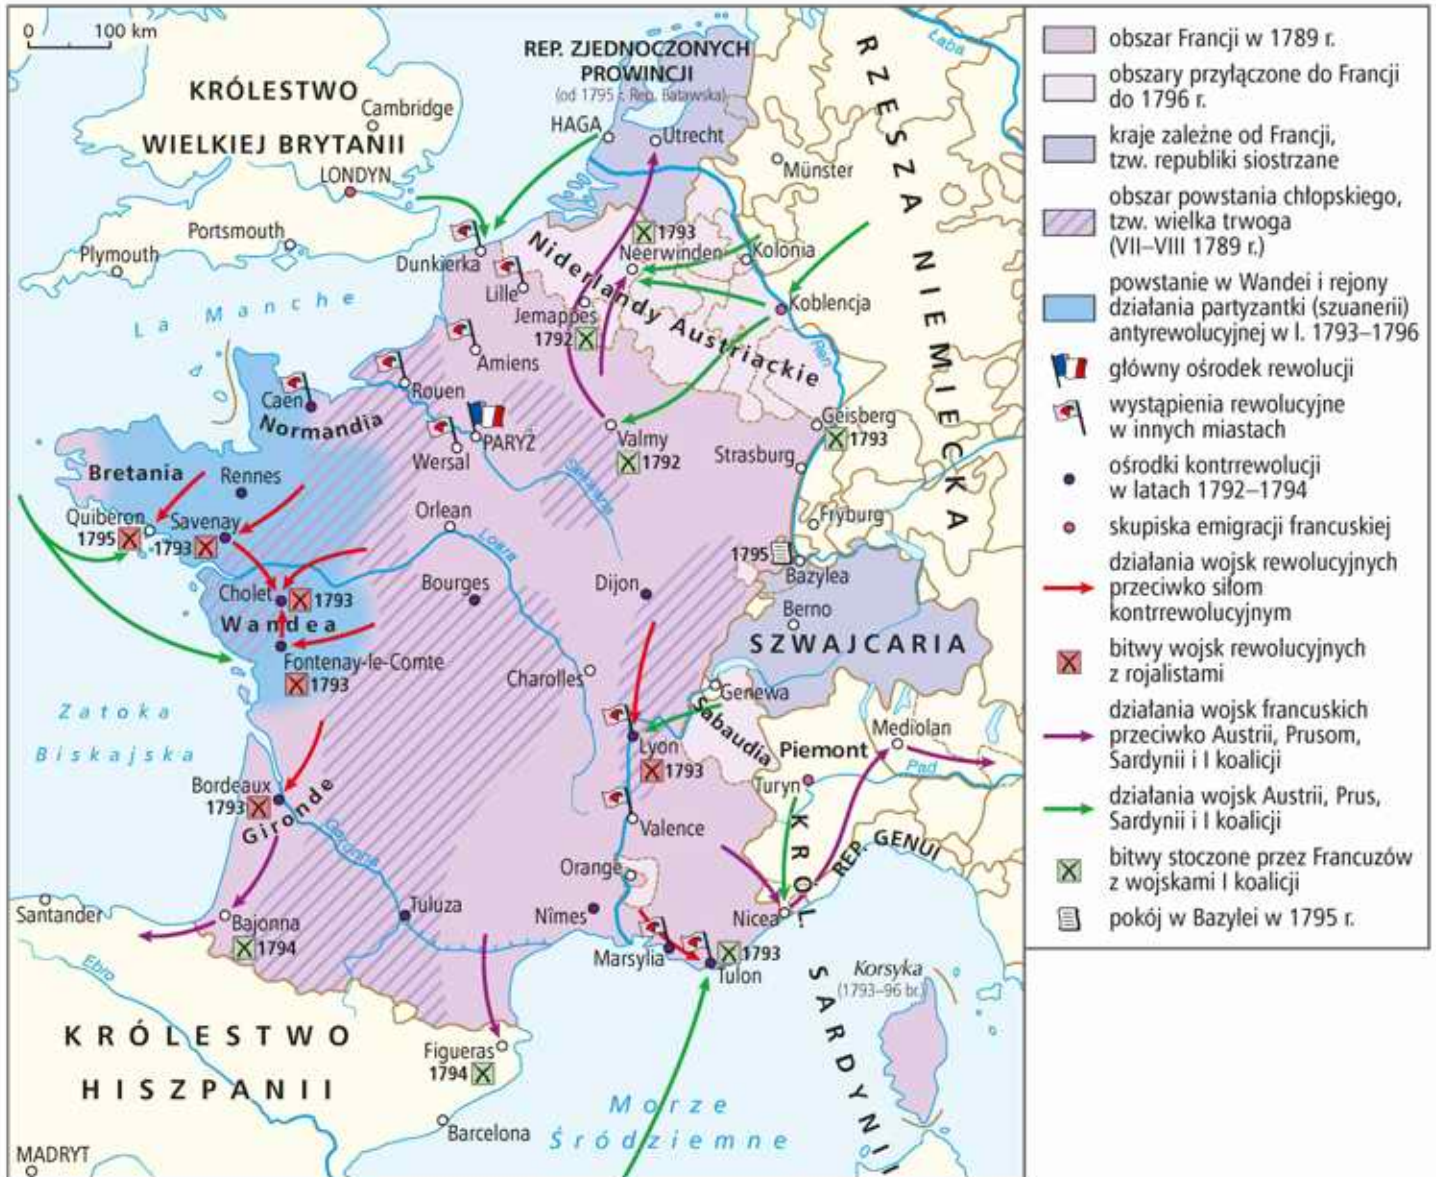 0 100 km
KRÓLESTWO
WIELKIEJ BRYTANII
Cambridge
LONDYN
Portsmouth
Plymouth
La Manche
REP. ZJEDNOCZONYCH
PROWINCJI
(od 1795 r. Rep. Batawska)
HAGA
Utrecht
Münster
Łaba
RZESZA NIEMIECKA
Dunkierka
Lille
Niderlandy Austriackie
1793
Neerwinden
Kolonia
Koblencja
Ren
Jemappes
1792
Amiens
Rouen
Caen
Normandia
PARYŻ
Wersal
Valmy
1792
Geisberg
1793
Strasburg
Sekwana
Bretania
Rennes
Quiberon
1795
Savenay
1793
Orlean
Loara
Fryburg
1795
Bazylea
Cholet
1793
Wandea
Bourges
Dijon
Berno
SZWAJCARIA
Fontenay-le-Comte
1793
Charolles
Genewa
Sabaudia
Zatoka
Biskajska
Lyon
1793
Mediolan
Piemont
Turyn
Pad
Bordeaux
1793
Gironde
Garonna
Valence
Orange
KRÓL. SARDYNII
REP. GENUI
Santander
Bajonna
1794
Tuluza
Nîmes
Nicea
Marsylia
1793
Tulon
Korsyka
(1793–96 br.)
Ebro
KRÓLESTWO
HISZPANII
Figueras
1794
Barcelona
MADRYT
Morze
Śródziemne
obszar Francji w 1789 r.
obszary przyłączone do Francji
do 1796 r.
kraje zależne od Francji,
tzw. republiki siostrzane
obszar powstania chłopskiego,
tzw. wielka trwoga
(VII–VIII 1789 r.)
powstanie w Wandei i rejony
działania partyzantki (szuanerii)
antyrewolucyjnej w l. 1793–1796
główny ośrodek rewolucji
wystąpienia rewolucyjne
w innych miastach
ośrodki kontrrewolucji
w latach 1792–1794
skupiska emigracji francuskiej
działania wojsk rewolucyjnych
przeciwko siłom
kontrrewolucyjnym
bitwy wojsk rewolucyjnych
z rojalistami
działania wojsk francuskich
przeciwko Austrii, Prusom,
Sardynii i I koalicji
działania wojsk Austrii, Prus,
Sardynii i I koalicji
bitwy stoczone przez Francuzów
z wojskami I koalicji
pokój w Bazylei w 1795 r.